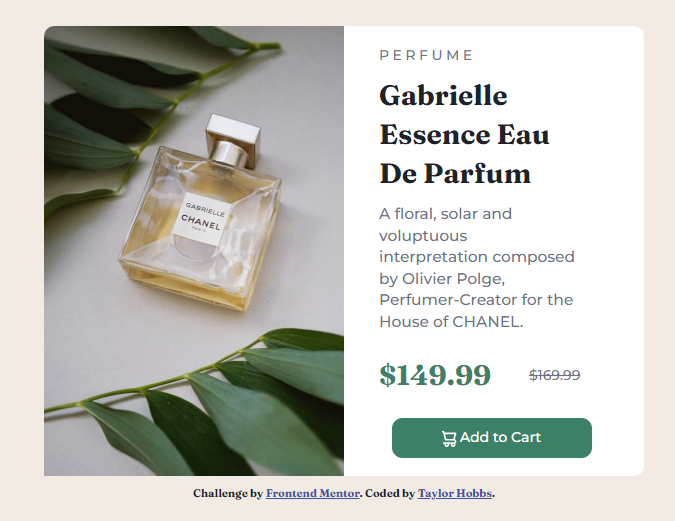 GABRIELLE
CHANEL
PARIS
PERFUME
Gabrielle
Essence Eau
De Parfum
A floral, solar and
voluptuous
interpretation composed
by Olivier Polge,
Perfumer-Creator for the
House of CHANEL.
$149.99 $169.99
Add to Cart
Challenge by Frontend Mentor. Coded by Taylor Hobbs.